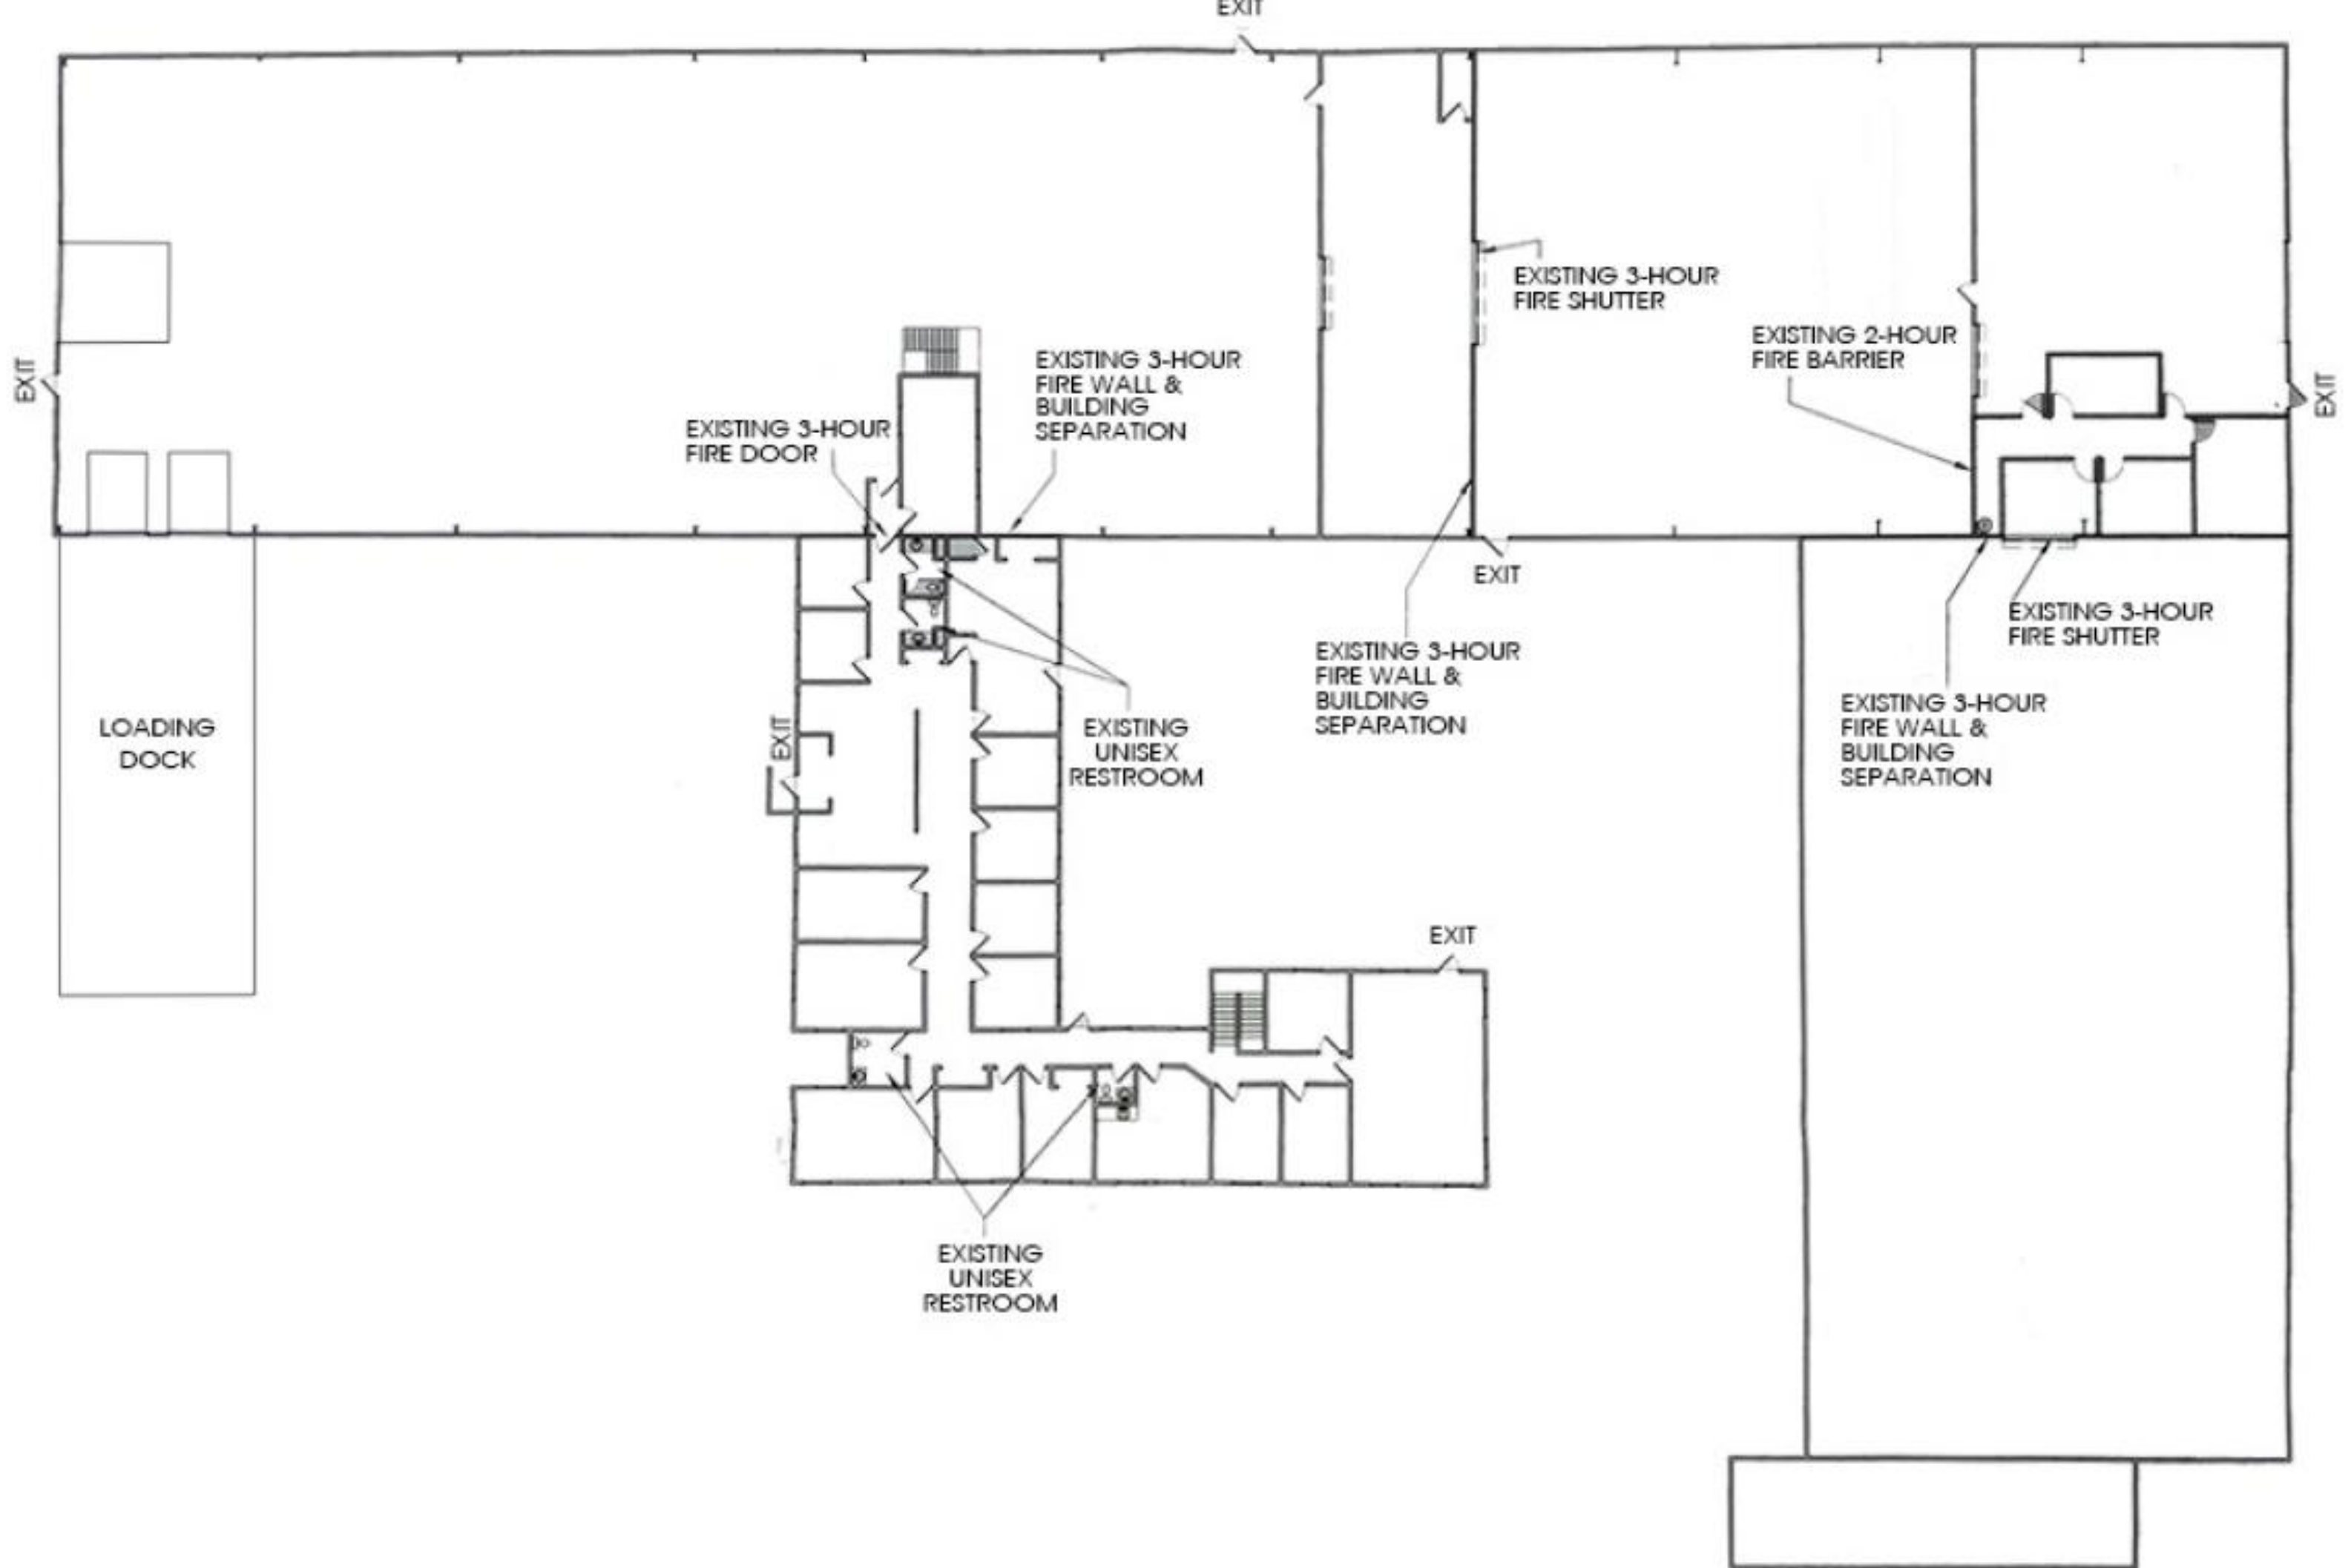 EXIT
EXISTING 3-HOUR
FIRE SHUTTER
EXISTING 2-HOUR
FIRE BARRIER
EXISTING 3-HOUR
FIRE WALL &
BUILDING
SEPARATION
EXIT
EXIT
EXISTING 3-HOUR
FIRE DOOR
EXIT
EXISTING 3-HOUR
FIRE SHUTTER
EXISTING 3-HOUR
FIRE WALL &
BUILDING
SEPARATION
EXISTING 3-HOUR
FIRE WALL &
BUILDING
SEPARATION
LOADING
DOCK
EXIT
EXISTING
UNISEX
RESTROOM
EXIT
EXISTING
UNISEX
RESTROOM